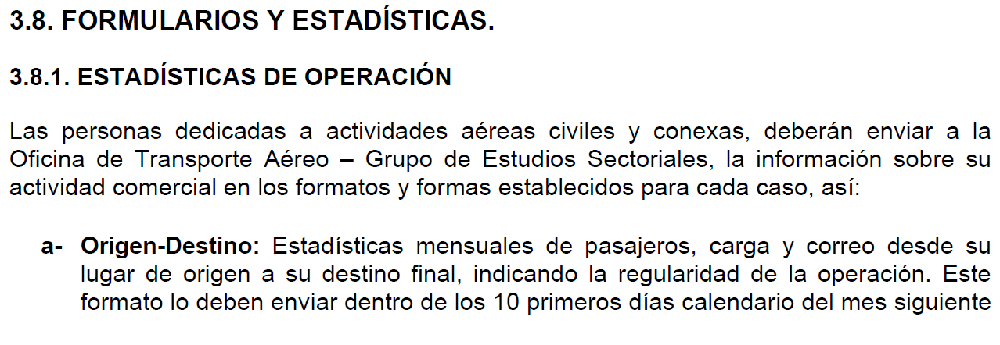 3.8. FORMULARIOS Y ESTADÍSTICAS.
3.8.1. ESTADÍSTICAS DE OPERACIÓN
Las personas dedicadas a actividades aéreas civiles y conexas, deberán enviar a la
Oficina de Transporte Aéreo – Grupo de Estudios Sectoriales, la información sobre su
actividad comercial en los formatos y formas establecidos para cada caso, así:
a- Origen-Destino: Estadísticas mensuales de pasajeros, carga y correo desde su
lugar de origen a su destino final, indicando la regularidad de la operación. Este
formato lo deben enviar dentro de los 10 primeros días calendario del mes siguiente